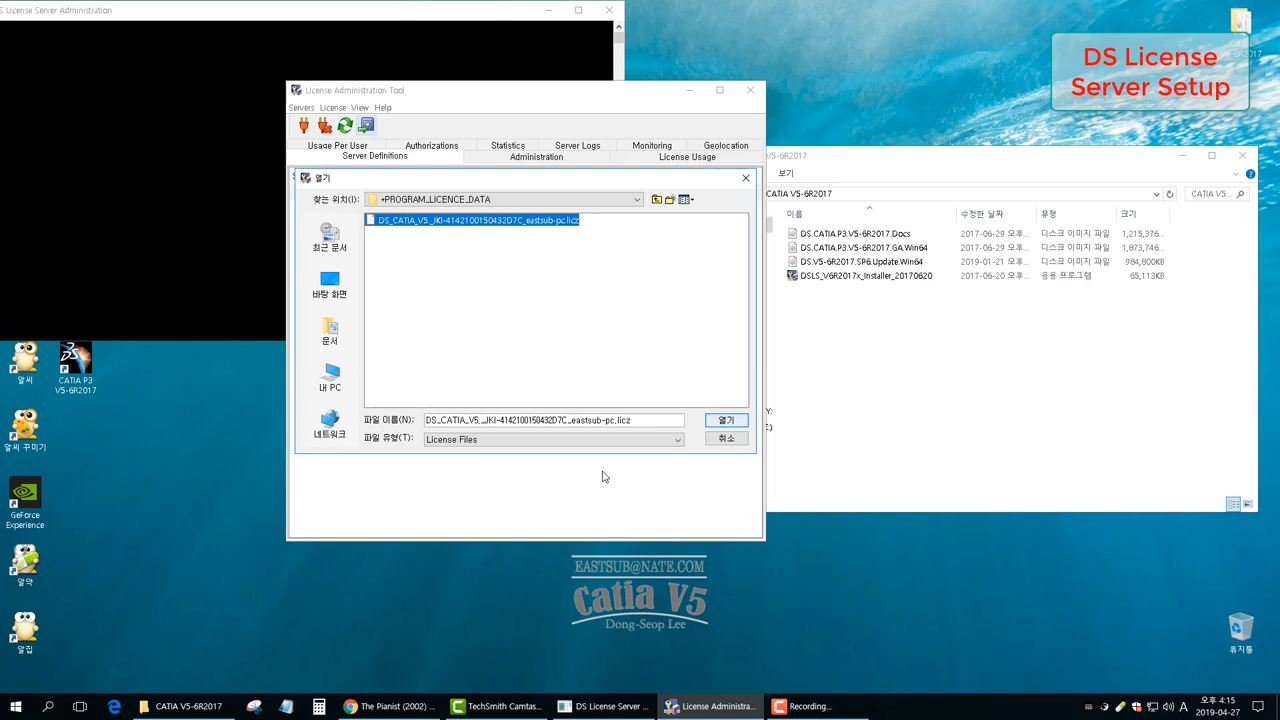 S License Server Administration
DS License
Server Setup
License Administration Tool
Servers License View Help
Usage Per User Authorizations Statistics Server Logs Monitoring Geolocation
Server Definitions Administration License Usage
열기
찾는 위치(I): +PROGRAM_LICENCE_DATA
DS_CATIA_V5,_JKI-4142100150432D7C_eastsub-pc.licz
최근 문서
바탕 화면
문서
내 PC
네트워크
파일 이름(N): DS_CATIA_V5,_JKI-4142100150432D7C_eastsub-pc.licz
열기
파일 유형(T): License Files
취소
V5-6R2017
보기
CATIA V5-6R2017
CATIA V5...
이름 수정한 날짜 유형 크기
DS.CATIA.P3.V5-6R2017.Docs 2017-06-29 오후... 디스크 이미지 파일 1,215,376...
DS.CATIA.P3.V5-6R2017.GA.Win64 2017-06-29 오후... 디스크 이미지 파일 1,873,746...
DS.V5-6R2017.SP6.Update.Win64 2019-01-21 오후... 디스크 이미지 파일 984,800KB
DSLS_V6R2017x_Installer_20170620 2017-06-20 오후... 응용 프로그램 65,113KB
알씨
CATIA P3
V5-6R2017
알씨 꾸미기
GeForce
Experience
알약
알집
EASTSUB@NATE.COM
Catia V5
Dong-Seop Lee
휴지통
CATIA V5-6R2017
The Pianist (2002) ...
TechSmith Camtas...
DS License Server ...
License Administra...
Recording...
A
오후 4:15
2019-04-27